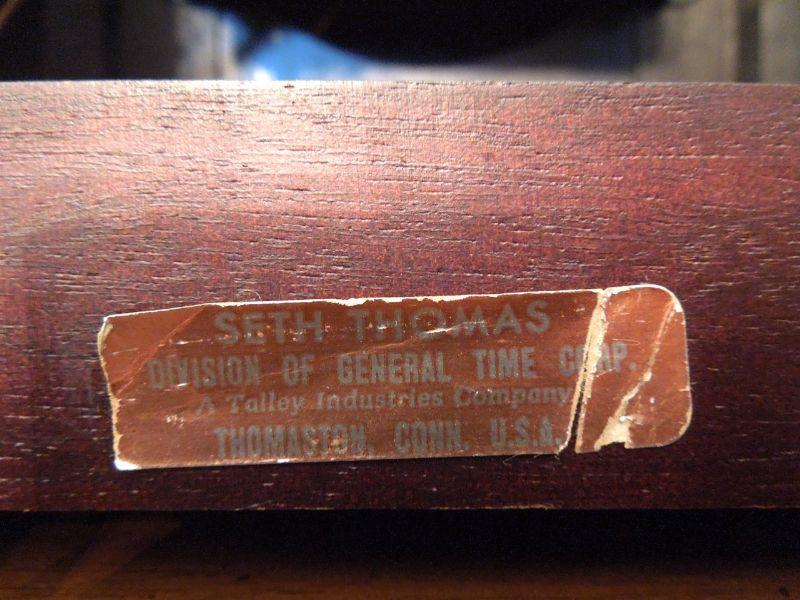 SETH THOMAS
DIVISION OF GENERAL TIME CORP.
A Talley Industries Company
THOMASTON, CONN. U.S.A.